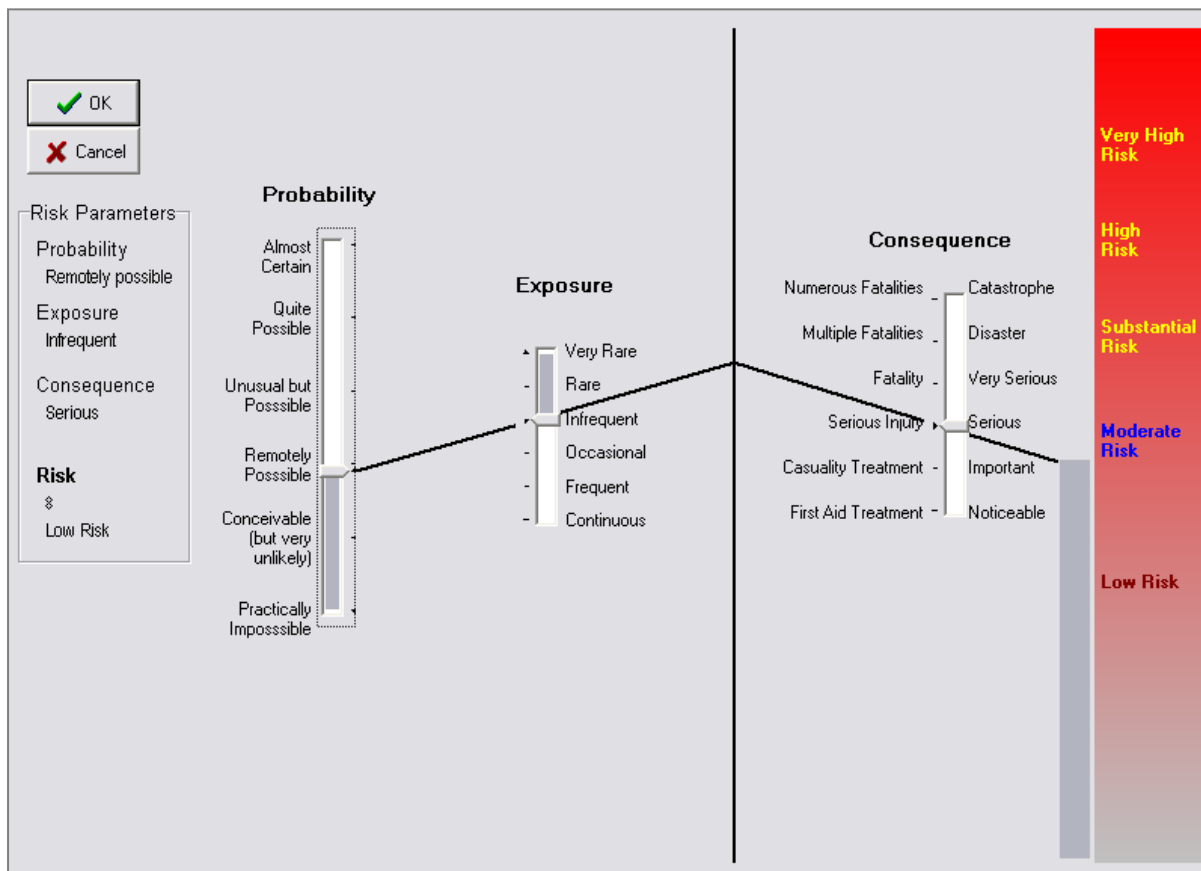 OK
Cancel
Risk Parameters
Probability
Remotely possible
Exposure
Infrequent
Consequence
Serious
Risk
8
Low Risk
Probability
Almost
Certain
Quite
Possible
Unusual but
Posssible
Remotely
Posssible
Conceivable
(but very
unlikely)
Practically
Imposssible
Exposure
Very Rare
Rare
Infrequent
Occasional
Frequent
Continuous
Consequence
Numerous Fatalities Catastrophe
Multiple Fatalities Disaster
Fatality Very Serious
Serious Injury Serious
Casuality Treatment Important
First Aid Treatment Noticeable
Very High
Risk
High
Risk
Substantial
Risk
Moderate
Risk
Low Risk